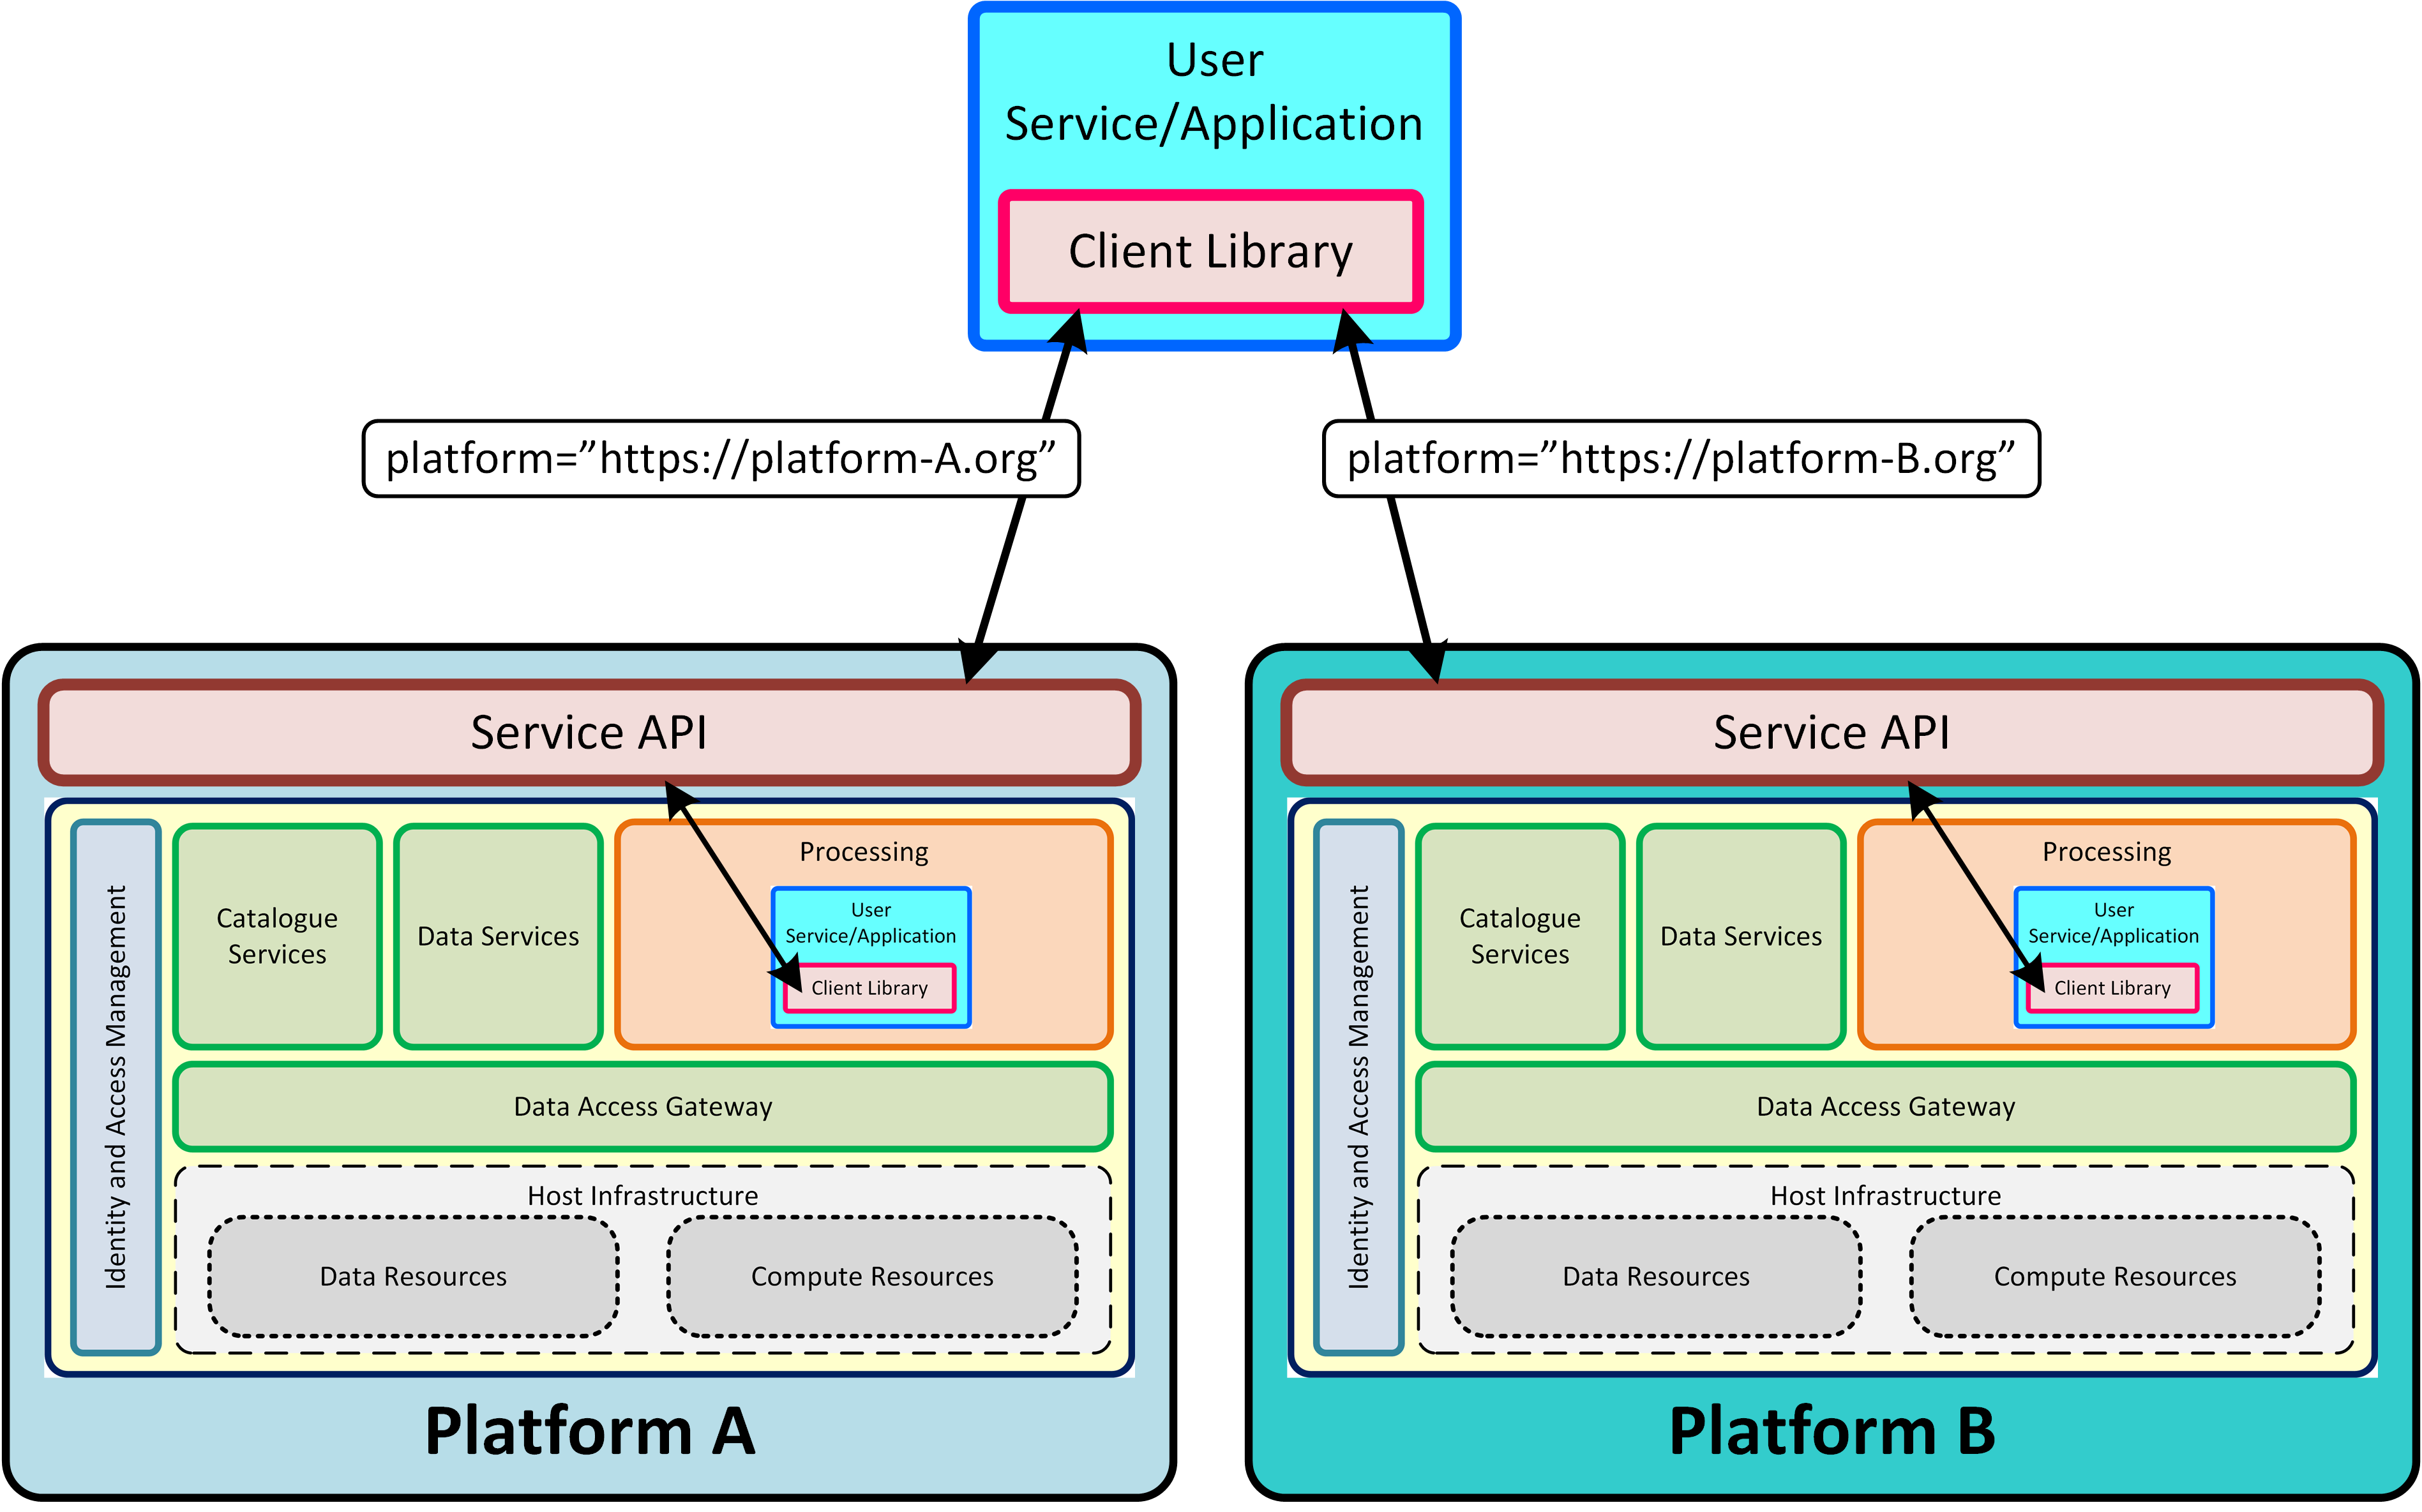 User
Service/Application
Client Library
platform=”https://platform-A.org”
platform=”https://platform-B.org”
Service API
Identity and Access Management
Catalogue
Services
Data Services
Processing
User
Service/Application
Client Library
Data Access Gateway
Host Infrastructure
Data Resources
Compute Resources
Platform A
Service API
Identity and Access Management
Catalogue
Services
Data Services
Processing
User
Service/Application
Client Library
Data Access Gateway
Host Infrastructure
Data Resources
Compute Resources
Platform B